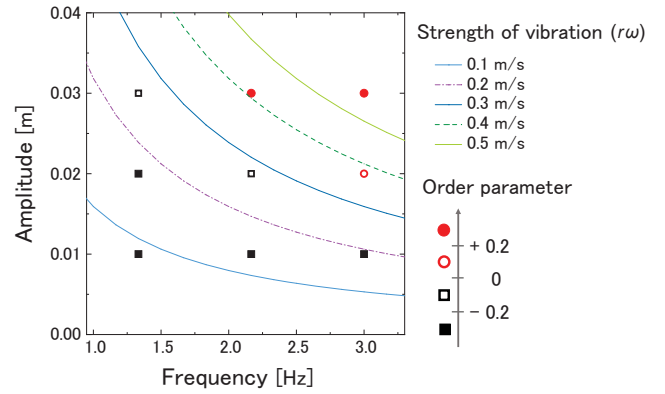 0.04
0.03
0.02
0.01
0.00
Amplitude [m]
1.0 1.5 2.0 2.5 3.0
Frequency [Hz]
Strength of vibration (rω)
0.1 m/s
0.2 m/s
0.3 m/s
0.4 m/s
0.5 m/s
Order parameter
+ 0.2
0
− 0.2